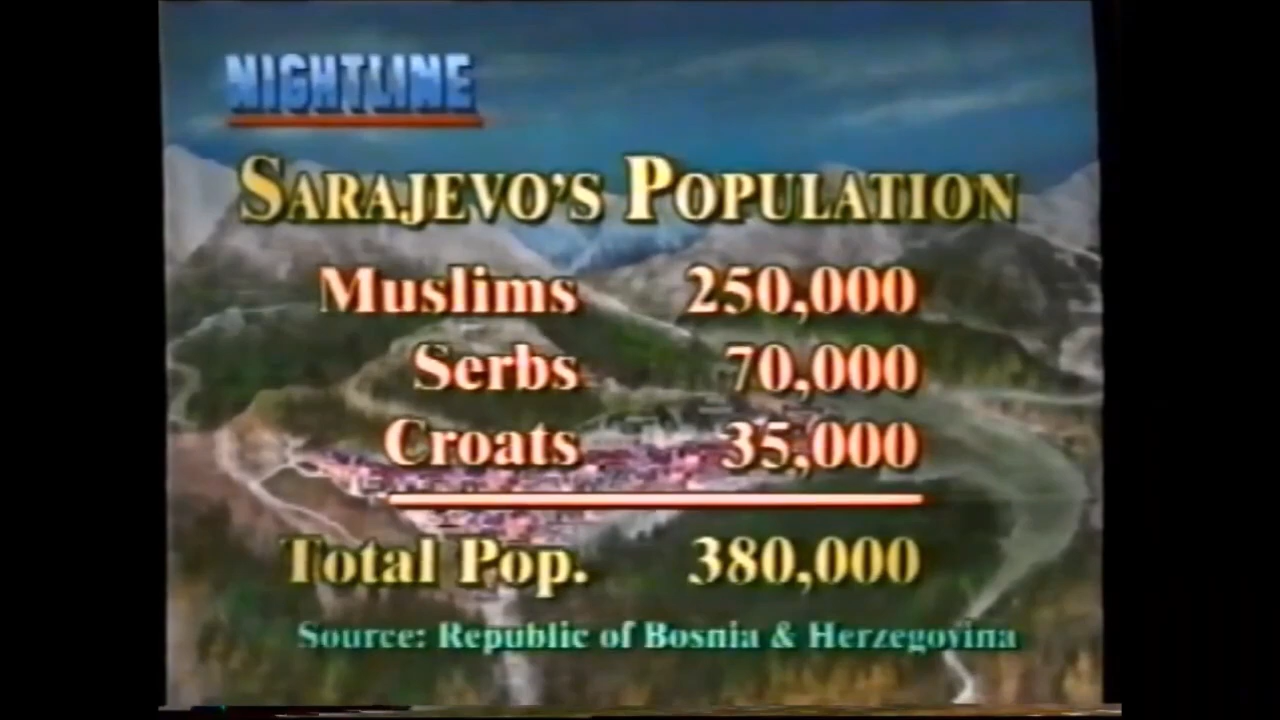 NIGHTLINE
SARAJEVO'S POPULATION
Muslims 250,000
Serbs 70,000
Croats 35,000
Total Pop. 380,000
Source: Republic of Bosnia & Herzegovina